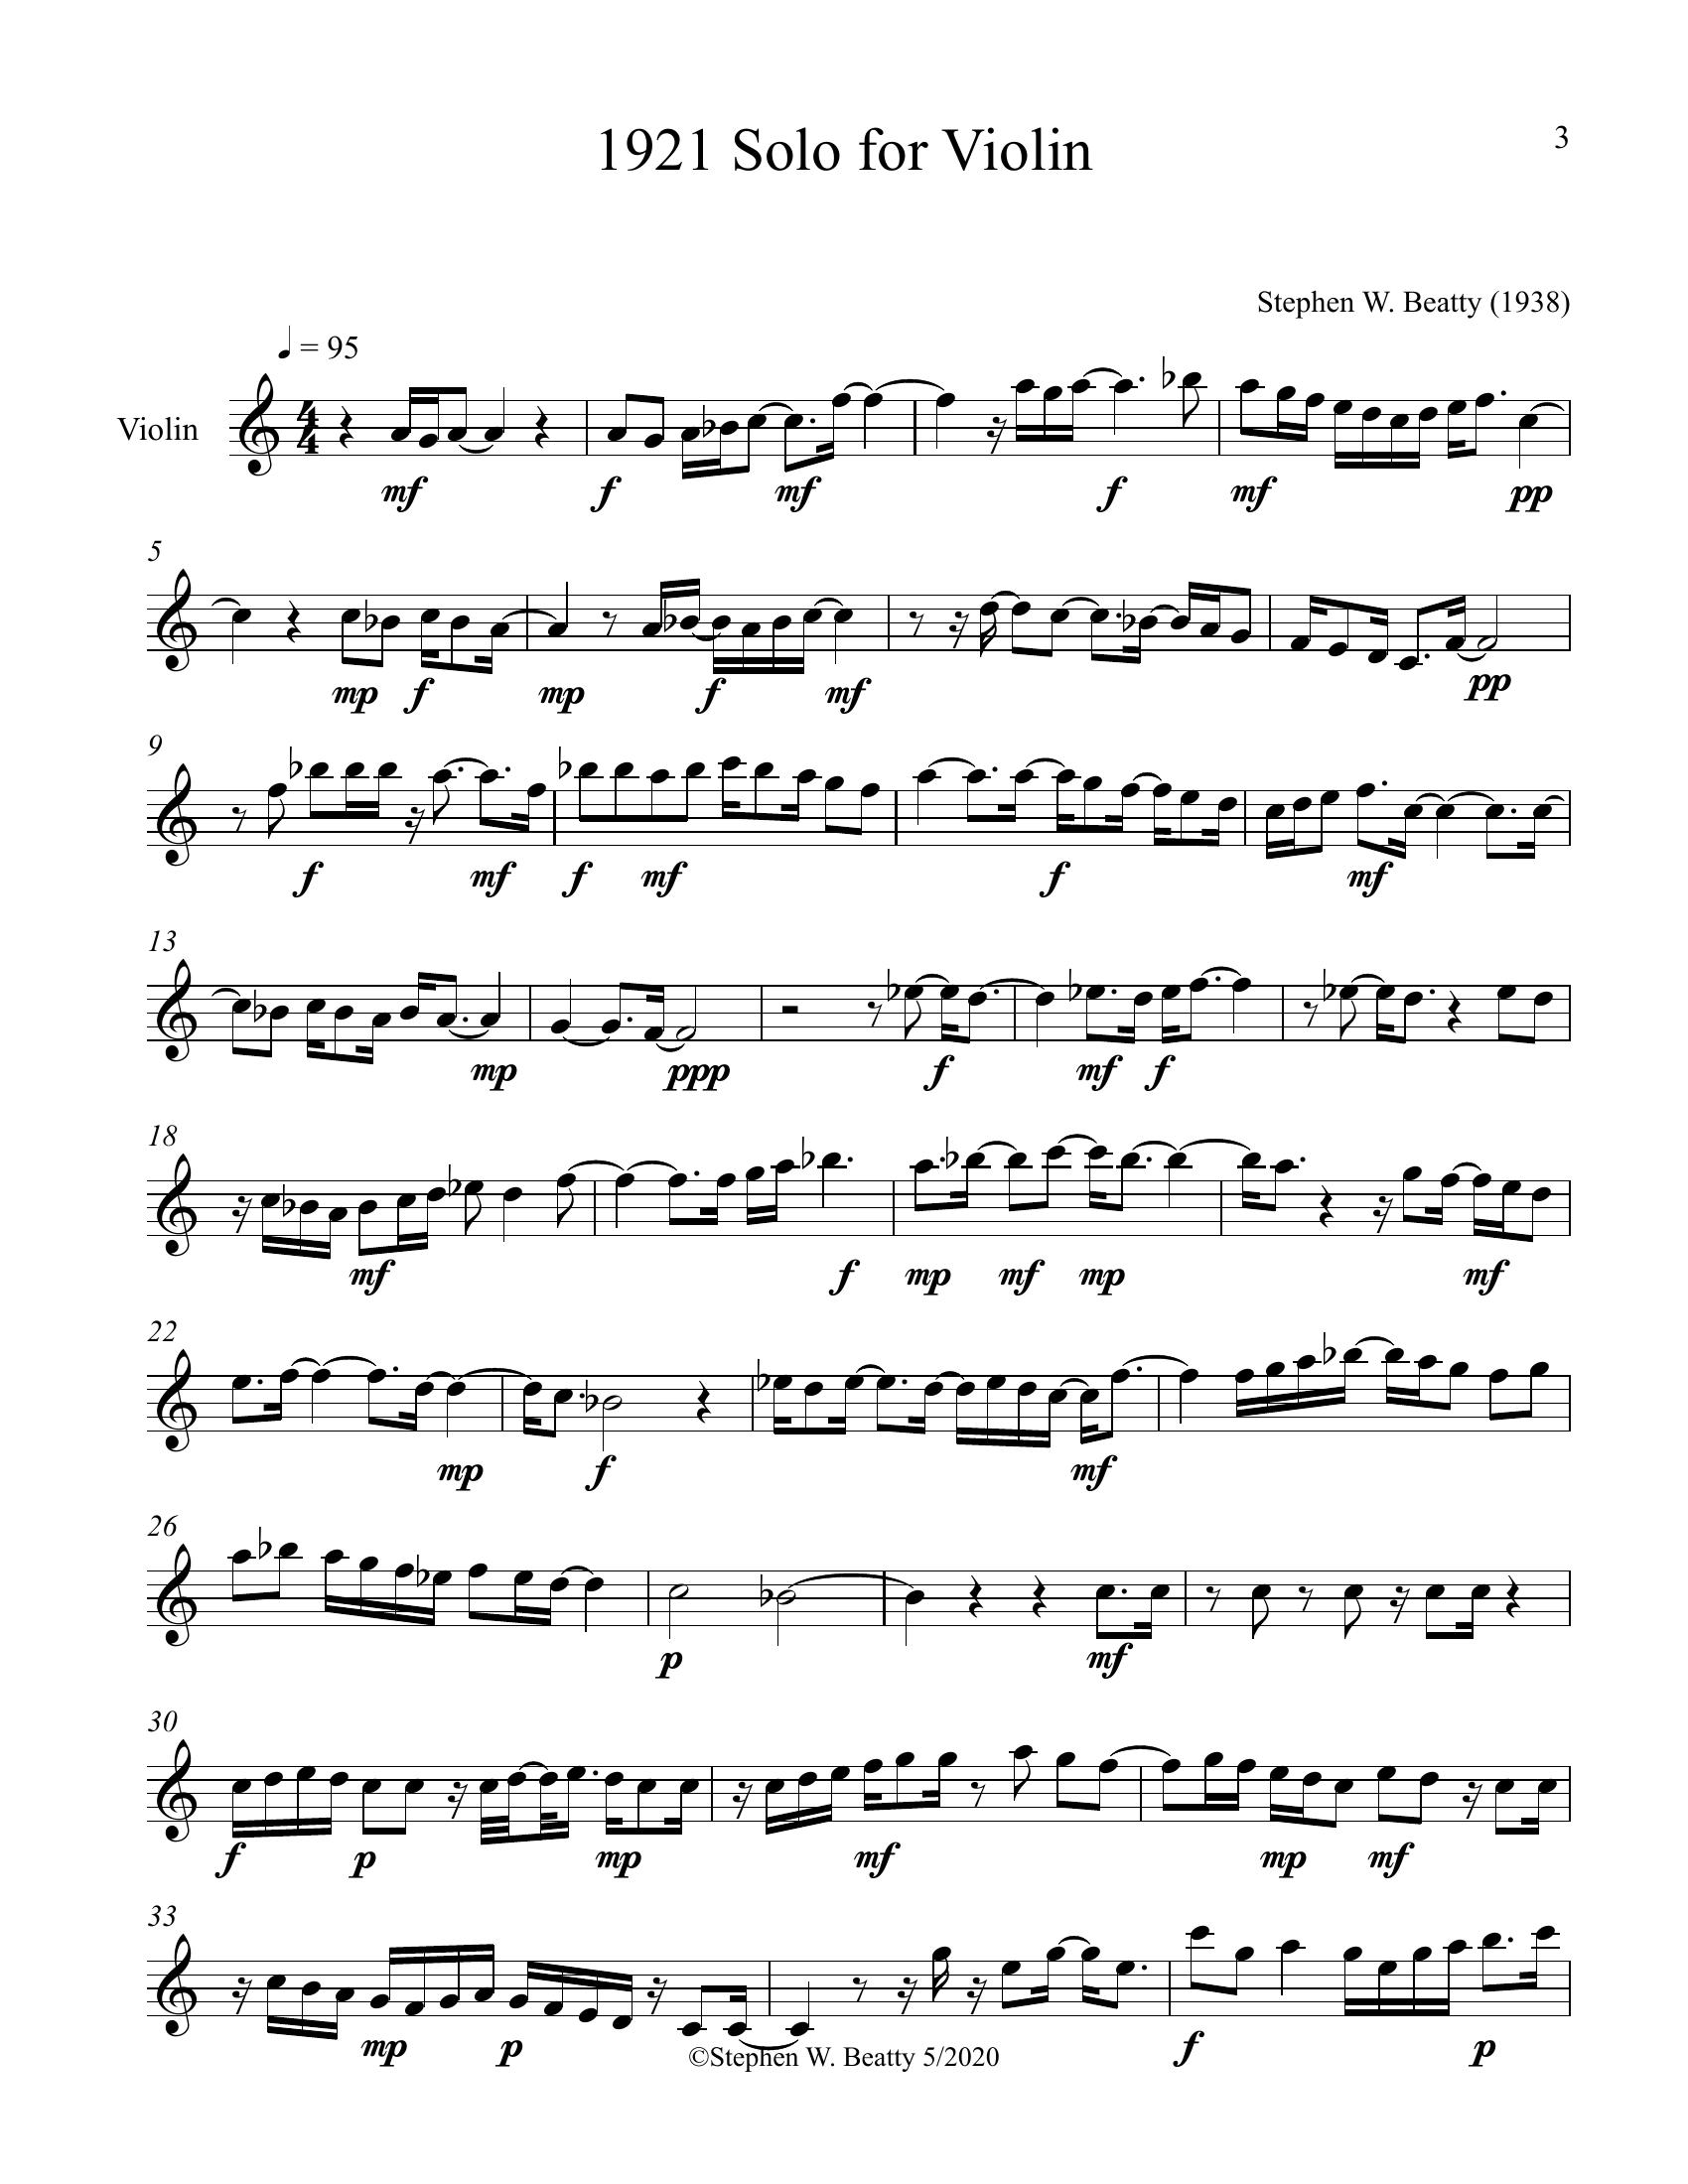 1921 Solo for Violin
3
Stephen W. Beatty (1938)
= 95
Violin
4
4
mf f mf f mf pp
5
mp f mp f mf pp
9
f mf f mf f mf
13
mp ppp f mf f
18
mf f mp mf mp mf
22
mp f mf
26
p mf
30
f p mp mf mp mf
33
mp p f p
©Stephen W. Beatty 5/2020